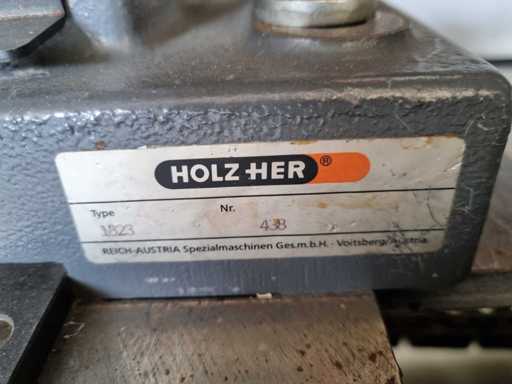 HOLZ-HER®
Type Nr.
1823 438
REICH-AUSTRIA Spezialmaschinen Ges.m.b.H. - Voitsberg/Austria